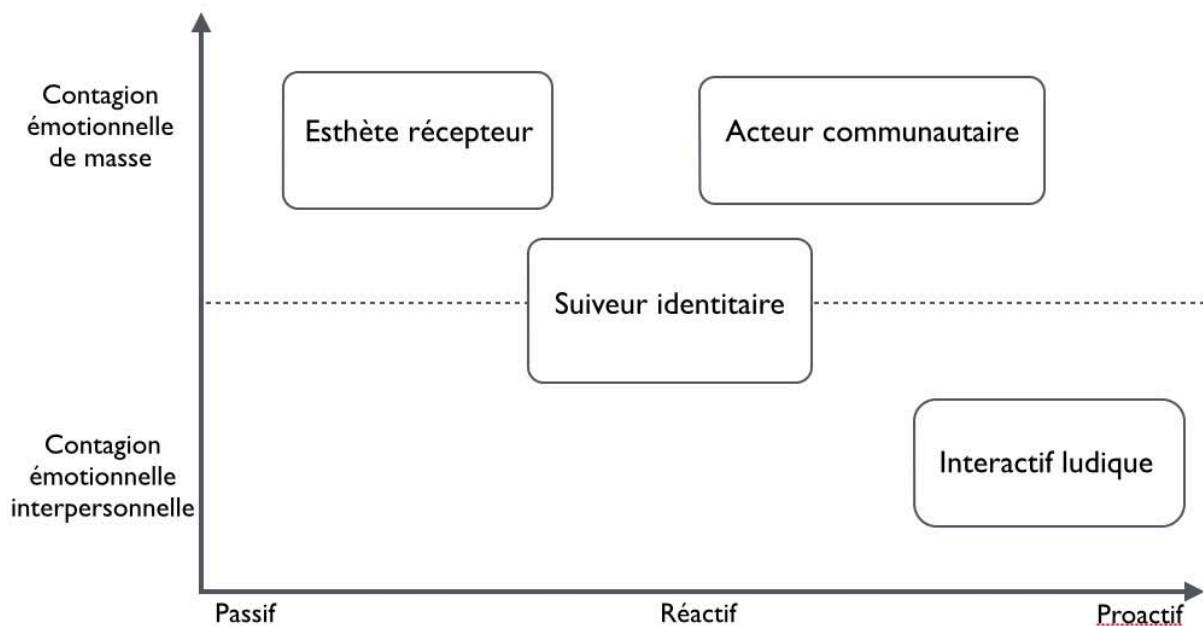 Contagion
émotionnelle
de masse
Esthète récepteur
Acteur communautaire
Suiveur identitaire
Contagion
émotionnelle
interpersonnelle
Interactif ludique
Passif
Réactif
Proactif